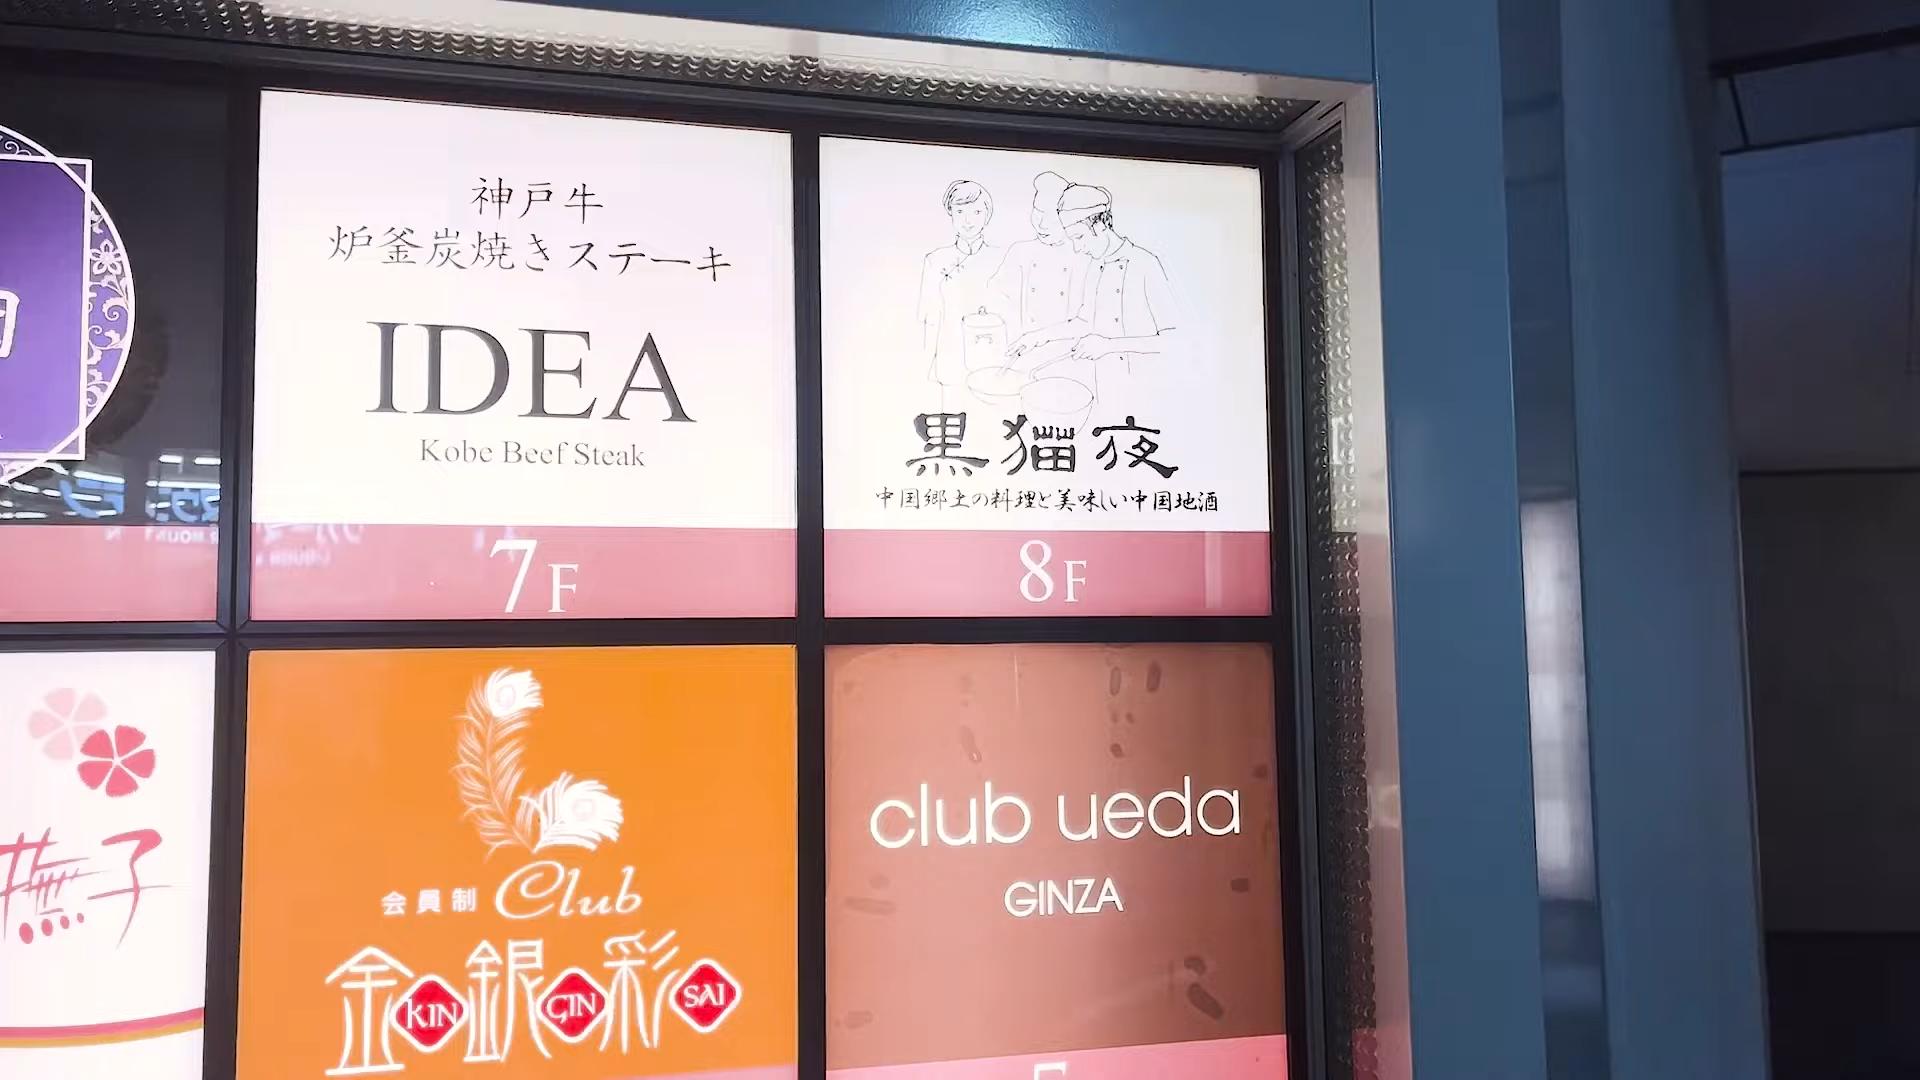 神戸牛
炉釜炭焼きステーキ
IDEA
Kobe Beef Steak
7F
黒猫夜
中国郷土の料理と美味しい中国地酒
8F
撫子
会員制 Club
金銀彩
KIN GIN SAI
club ueda
GINZA